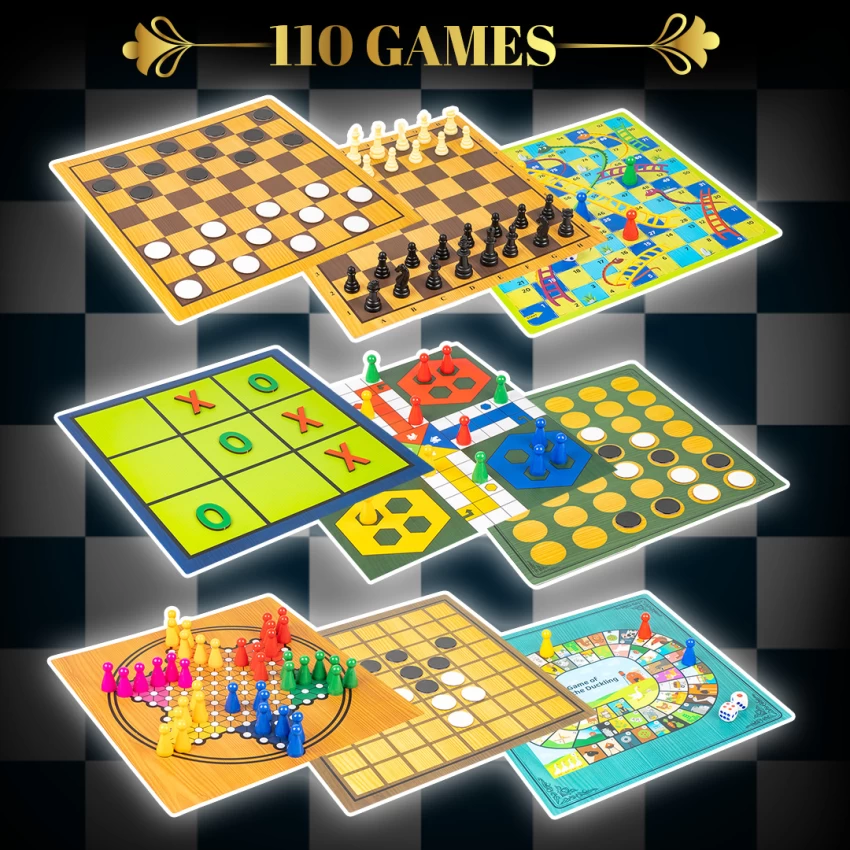 110 GAMES
A B C D E F G H
X O
O X
X
O
Game of
the Duckling